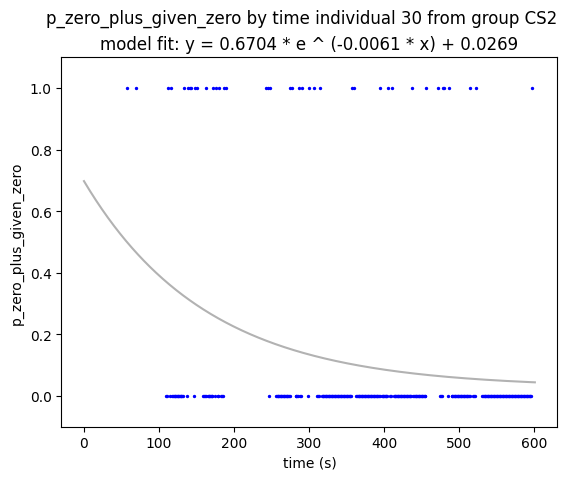 p_zero_plus_given_zero by time individual 30 from group CS2
model fit: y = 0.6704 * e ^ (-0.0061 * x) + 0.0269
1.0
0.8
0.6
0.4
0.2
0.0
p_zero_plus_given_zero
0 100 200 300 400 500 600
time (s)